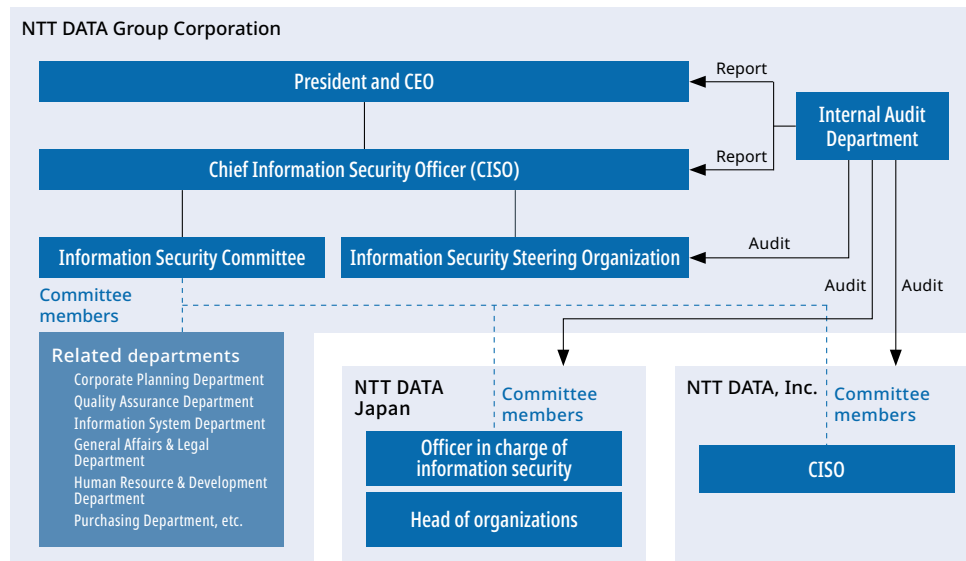 NTT DATA Group Corporation
President and CEO
Report
Internal Audit
Department
Chief Information Security Officer (CISO)
Report
Information Security Committee
Information Security Steering Organization
Audit
Audit
Audit
Committee
members
Related departments
Corporate Planning Department
Quality Assurance Department
Information System Department
General Affairs & Legal
Department
Human Resource & Development
Department
Purchasing Department, etc.
NTT DATA
Japan
Committee
members
Officer in charge of
information security
Head of organizations
NTT DATA, Inc.
Committee
members
CISO